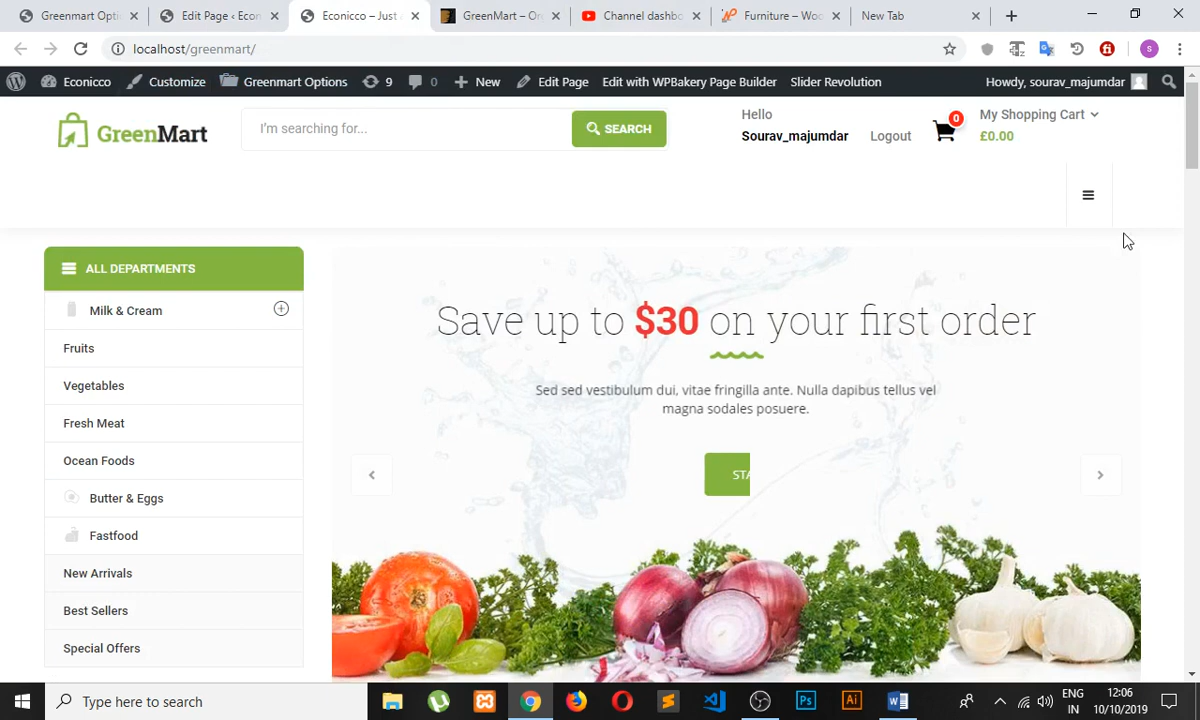 Greenmart Opti
Edit Page ‹ Econ
Econicco – Just
GreenMart – Or
Channel dashbo
Furniture – Woo
New Tab
localhost/greenmart/
S
Econicco
Customize
Greenmart Options
9
0
New
Edit Page
Edit with WPBakery Page Builder
Slider Revolution
Howdy, sourav_majumdar
GreenMart
I'm searching for...
SEARCH
Hello
Sourav_majumdar
Logout
0
My Shopping Cart
£0.00
ALL DEPARTMENTS
Milk & Cream
Fruits
Vegetables
Fresh Meat
Ocean Foods
Butter & Eggs
Fastfood
New Arrivals
Best Sellers
Special Offers
Save up to $30 on your first order
Sed sed vestibulum dui, vitae fringilla ante. Nulla dapibus tellus vel
magna sodales posuere.
STA
Type here to search
Ps
Ai
ENG
IN
12:06
10/10/2019